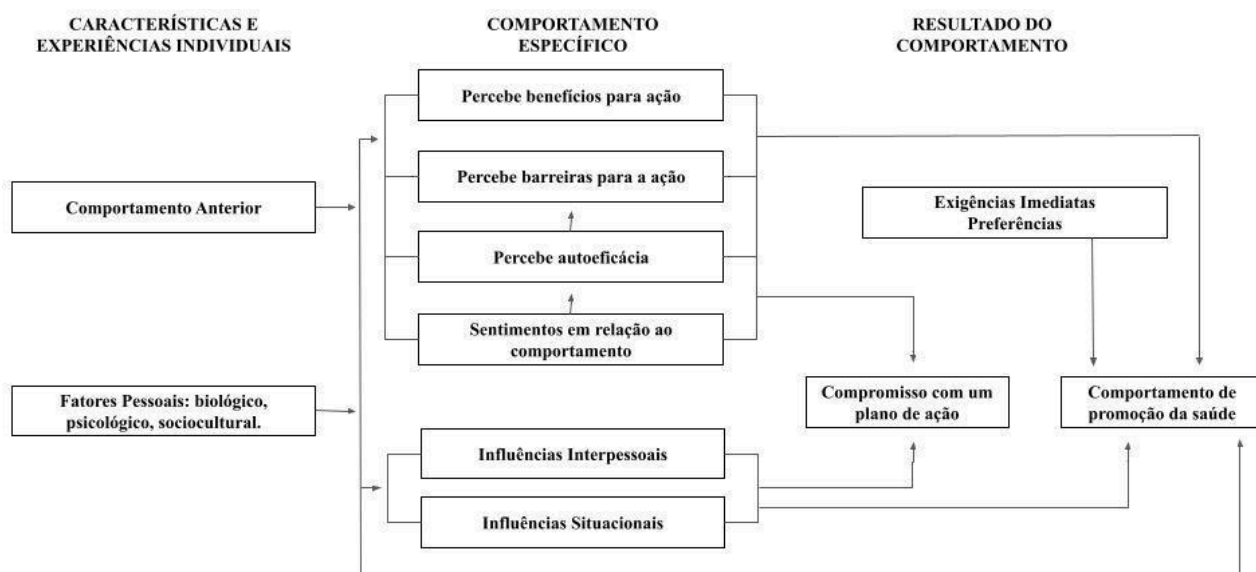 CARACTERÍSTICAS E
EXPERIÊNCIAS INDIVIDUAIS
COMPORTAMENTO
ESPECÍFICO
RESULTADO DO
COMPORTAMENTO
Percebe benefícios para ação
Percebe barreiras para a ação
Comportamento Anterior
Exigências Imediatas
Preferências
Percebe autoeficácia
Sentimentos em relação ao
comportamento
Fatores Pessoais: biológico,
psicológico, sociocultural.
Compromisso com um
plano de ação
Comportamento de
promoção da saúde
Influências Interpessoais
Influências Situacionais